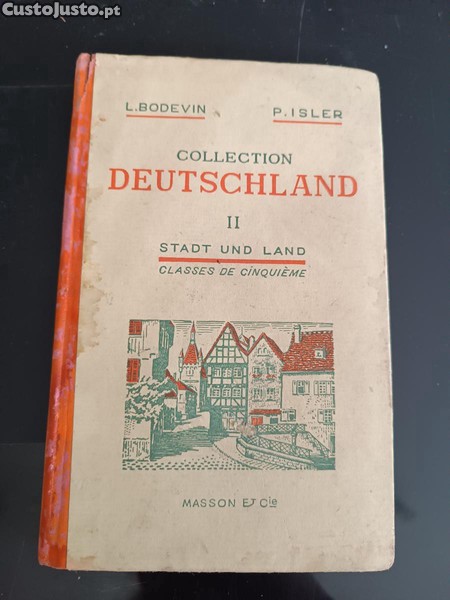 CustoJusto.pt
L.BODEVIN P.ISLER
COLLECTION
DEUTSCHLAND
II
STADT UND LAND
CLASSES DE CINQUIÈME
MASSON ET Cie